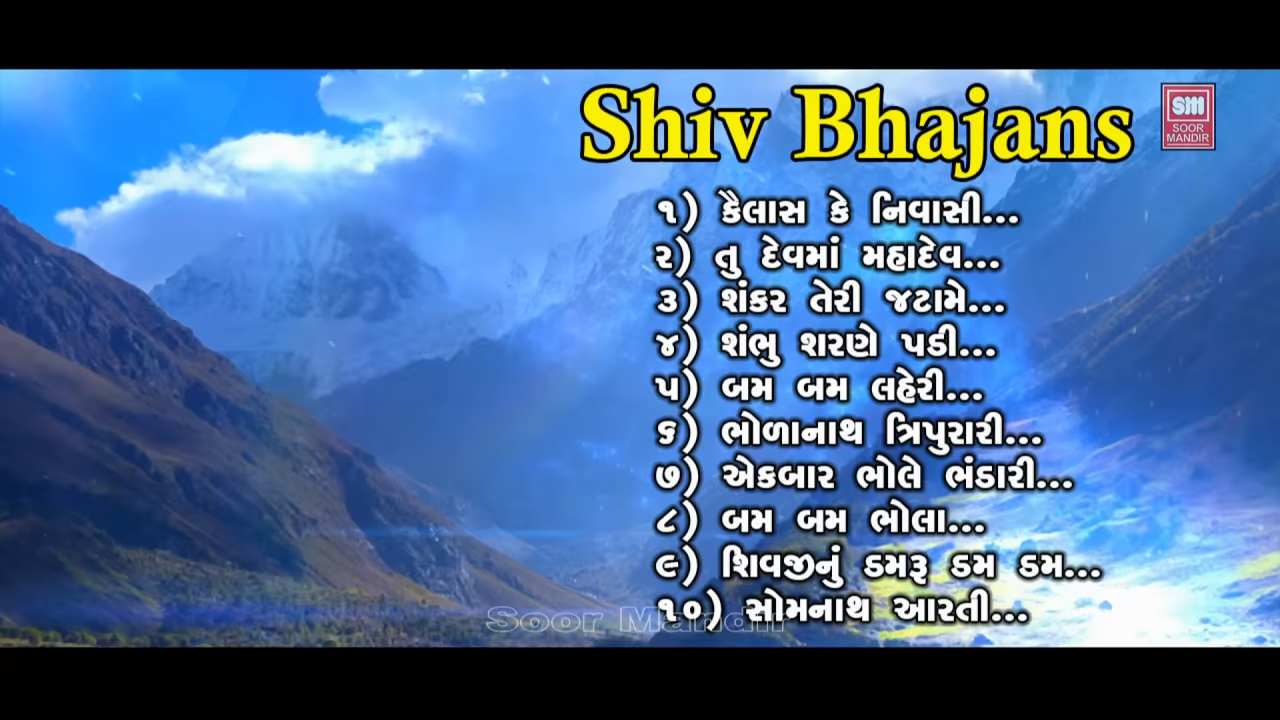 Shiv Bhajans
SM
SOOR
MANDIR
૧) કૈલાસ કે નિવાસી...
૨) તુ દેવમાં મહાદેવ...
૩) શંકર તેરી જટામે...
૪) શંભુ શરણે પડી...
૫) બમ બમ લહેરી...
૬) ભોળાનાથ ત્રિપુરારી...
૭) એકબાર ભોલે ભંડારી...
૮) બમ બમ ભોલા...
૯) શિવજીનું ડમરૂ ડમ ડમ...
૧૦) સોમનાથ આરતી...
Soor Mandir